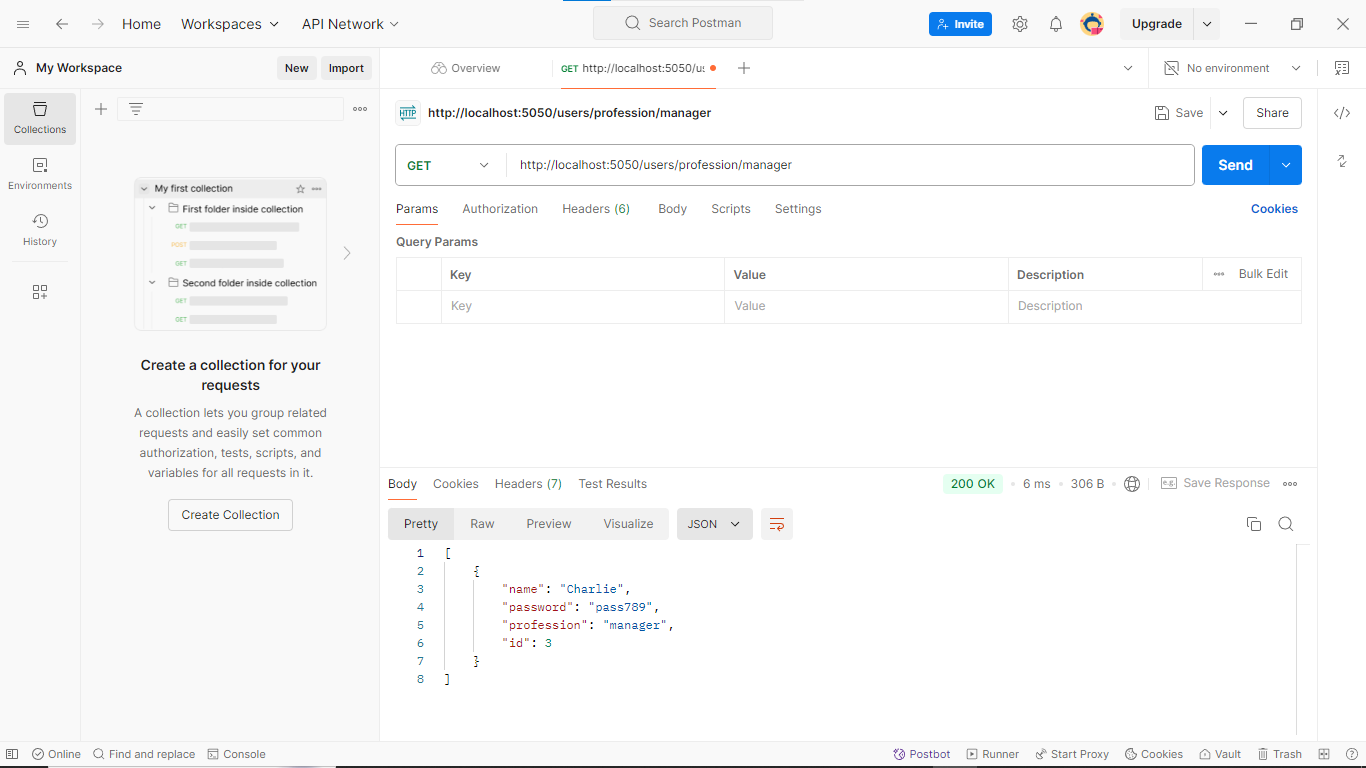 Home Workspaces API Network Search Postman Invite Upgrade
My Workspace New Import Overview GET http://localhost:5050/us No environment
Collections
Environments
History
My first collection
First folder inside collection
GET
POST
GET
Second folder inside collection
GET
GET
Create a collection for your
requests
A collection lets you group related
requests and easily set common
authorization, tests, scripts, and
variables for all requests in it.
Create Collection
HTTP http://localhost:5050/users/profession/manager Save Share
GET http://localhost:5050/users/profession/manager Send
Params Authorization Headers (6) Body Scripts Settings Cookies
Query Params
Key Value Description Bulk Edit
Key Value Description
Body Cookies Headers (7) Test Results 200 OK 6 ms 306 B e.g. Save Response
Pretty Raw Preview Visualize JSON
1 [
2 {
3 "name": "Charlie",
4 "password": "pass789",
5 "profession": "manager",
6 "id": 3
7 }
8 ]
Online Find and replace Console Postbot Runner Start Proxy Cookies Vault Trash